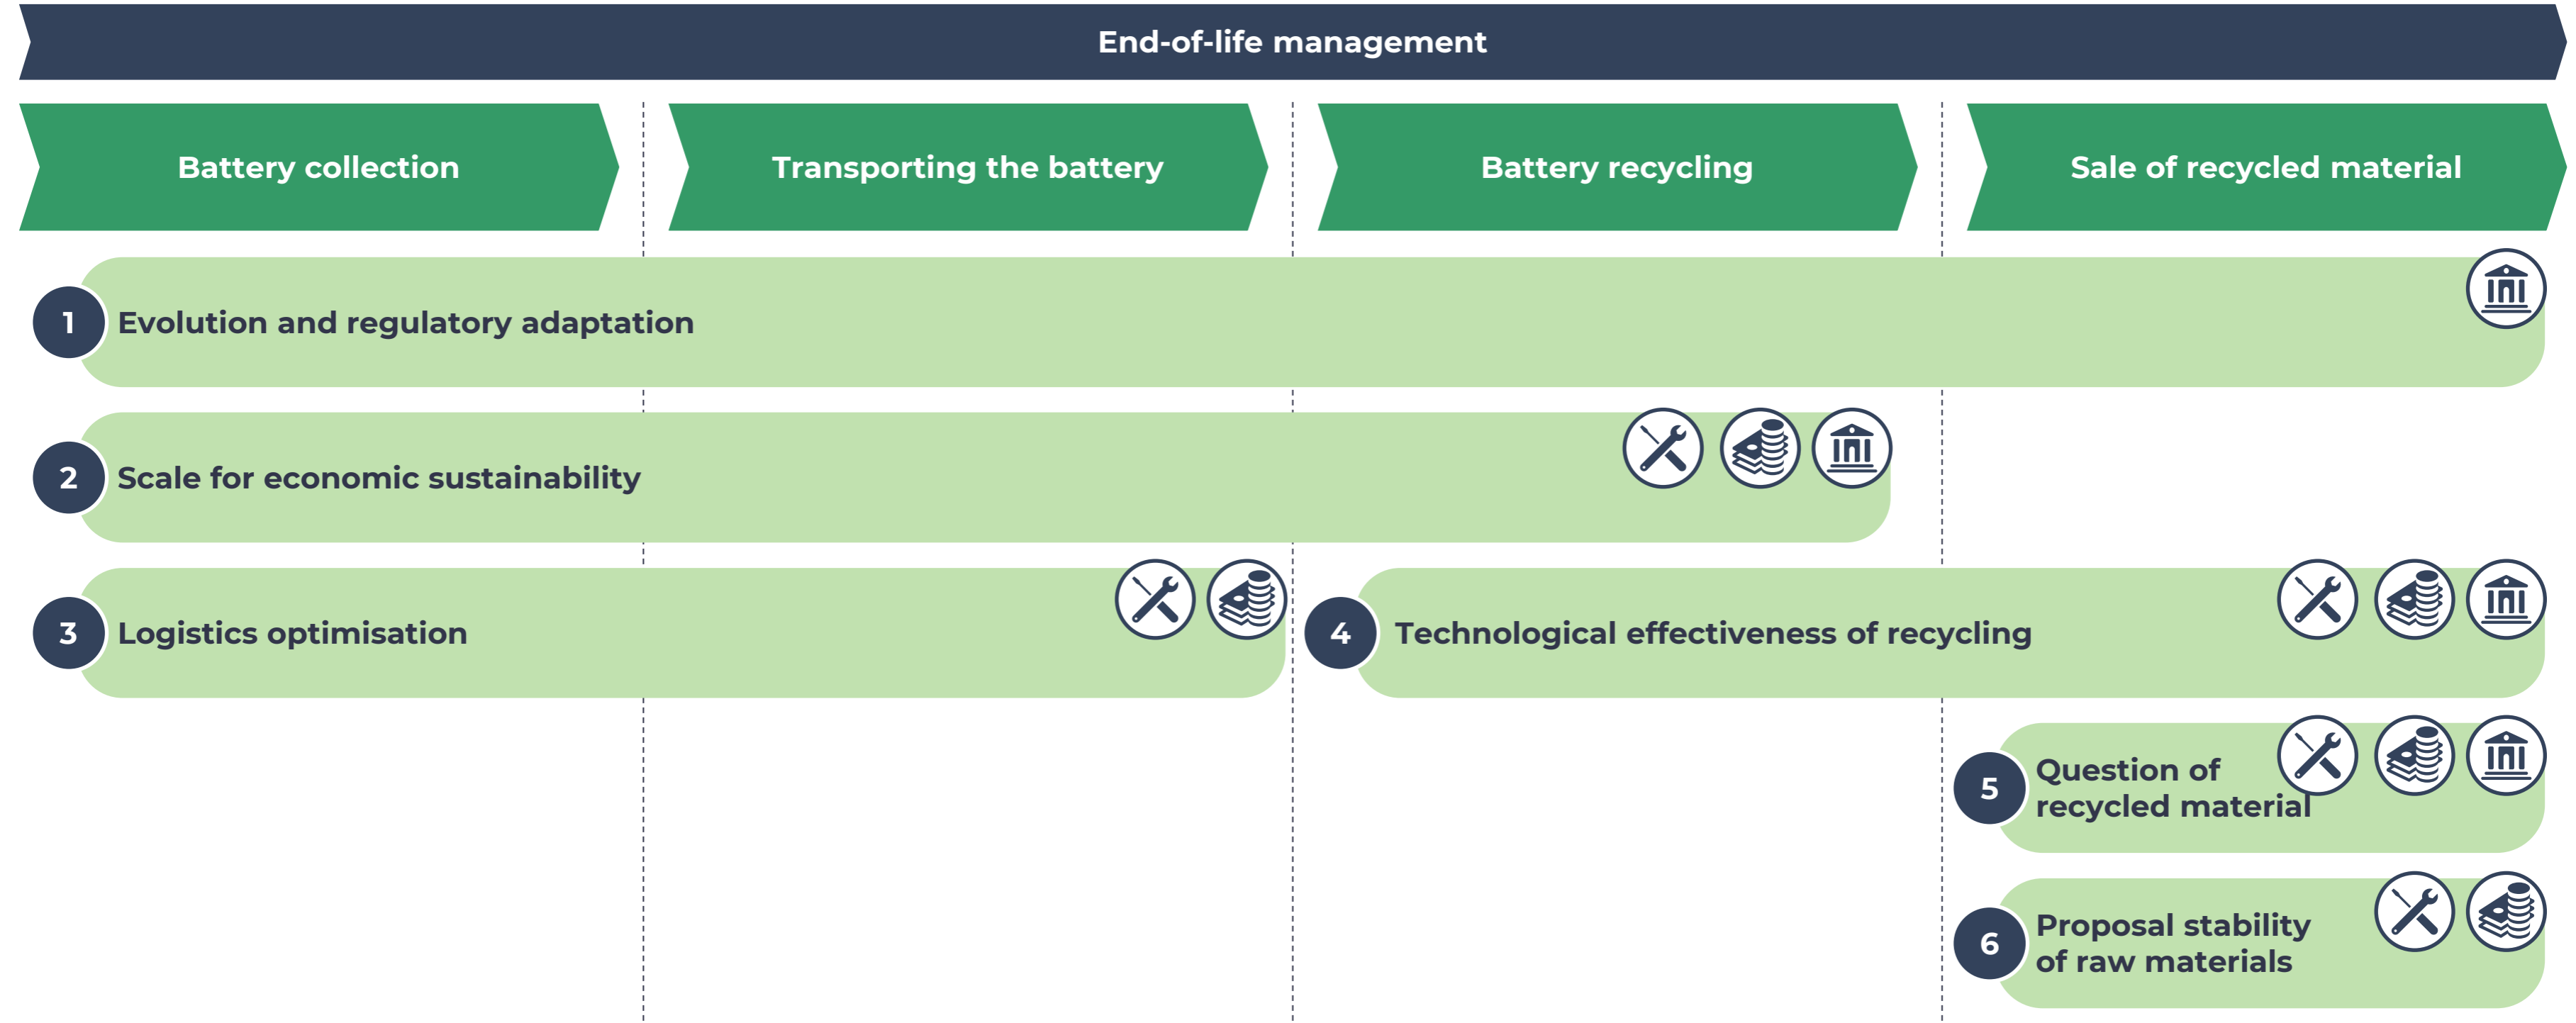 End-of-life management
Battery collection
Transporting the battery
Battery recycling
Sale of recycled material
1
Evolution and regulatory adaptation
2
Scale for economic sustainability
3
Logistics optimisation
4
Technological effectiveness of recycling
5
Question of
recycled material
6
Proposal stability
of raw materials